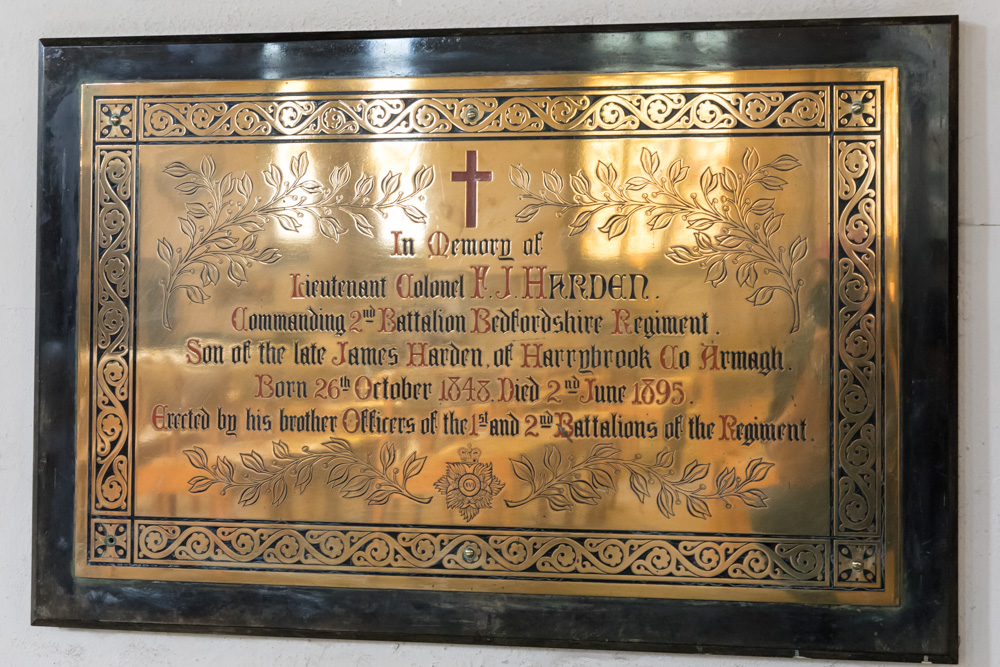 In Memory of
Lieutenant Colonel F. J. HARDEN.
Commanding 2nd Battalion Bedfordshire Regiment.
Son of the late James Harden, of Harrybrook Co Armagh.
Born 26th October 1848. Died 2nd June 1895.
Erected by his brother Officers of the 1st and 2nd Battalions of the Regiment.